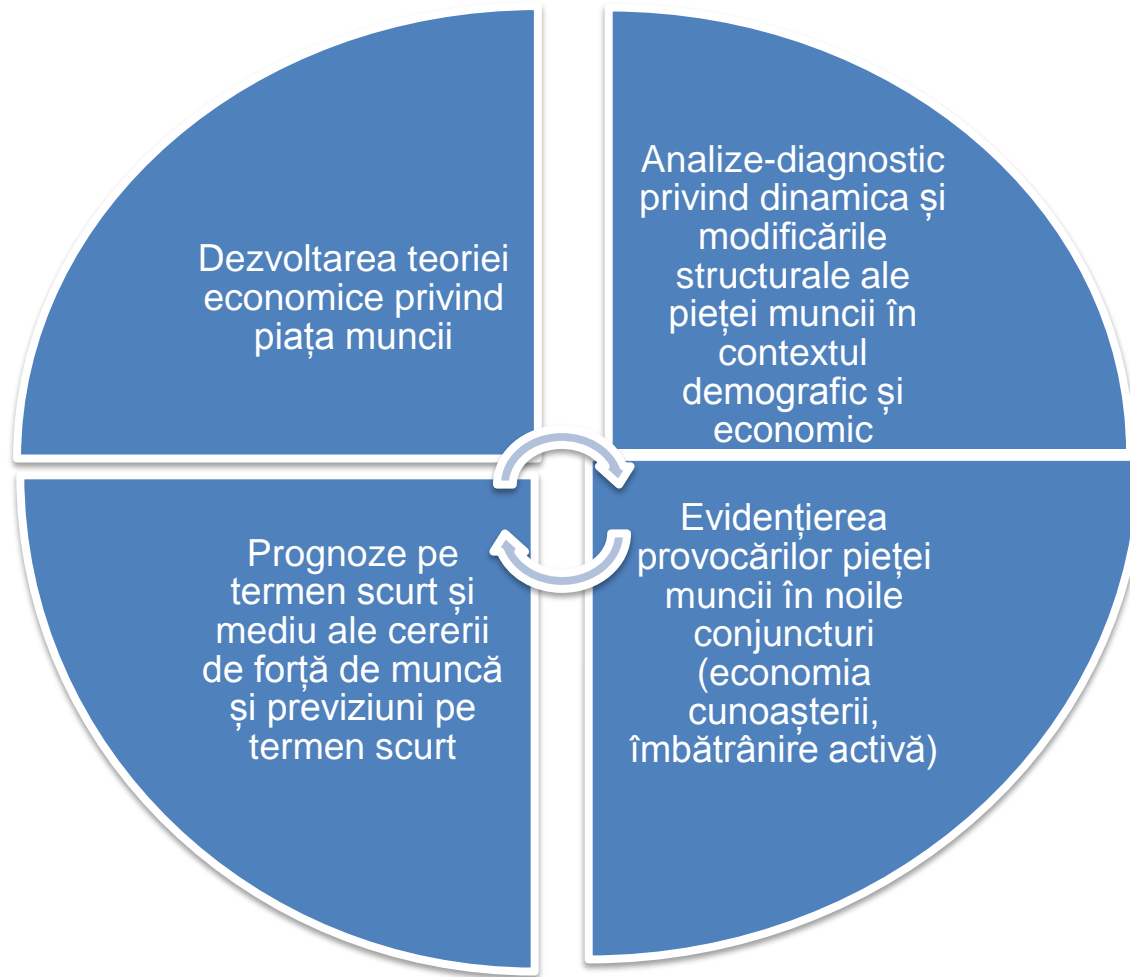 Dezvoltarea teoriei
economice privind
piața muncii
Analize-diagnostic
privind dinamica și
modificările
structurale ale
pieței muncii în
contextul
demografic și
economic
Prognoze pe
termen scurt și
mediu ale cererii
de forță de muncă
și previziuni pe
termen scurt
Evidențierea
provocărilor pieței
muncii în noile
conjuncturi
(economia
cunoașterii,
îmbătrânire activă)